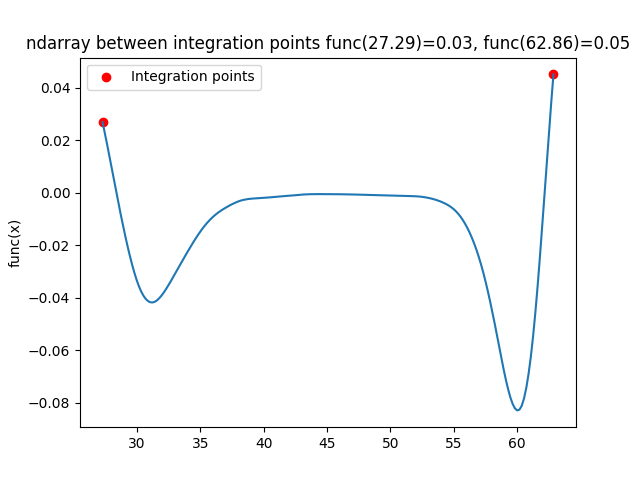 ndarray between integration points func(27.29)=0.03, func(62.86)=0.05
Integration points
func(x)
0.04
0.02
0.00
−0.02
−0.04
−0.06
−0.08
30 35 40 45 50 55 60